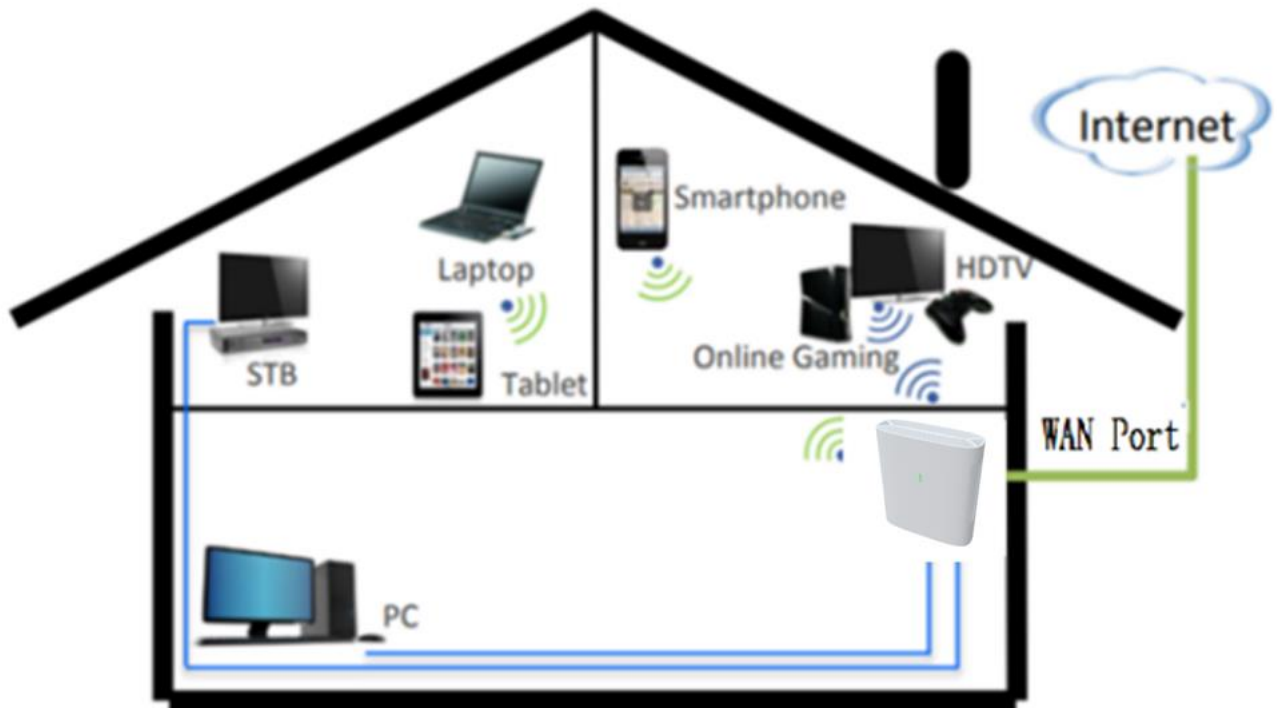 Internet
Smartphone
Laptop
HDTV
Online Gaming
STB
Tablet
WAN Port
PC